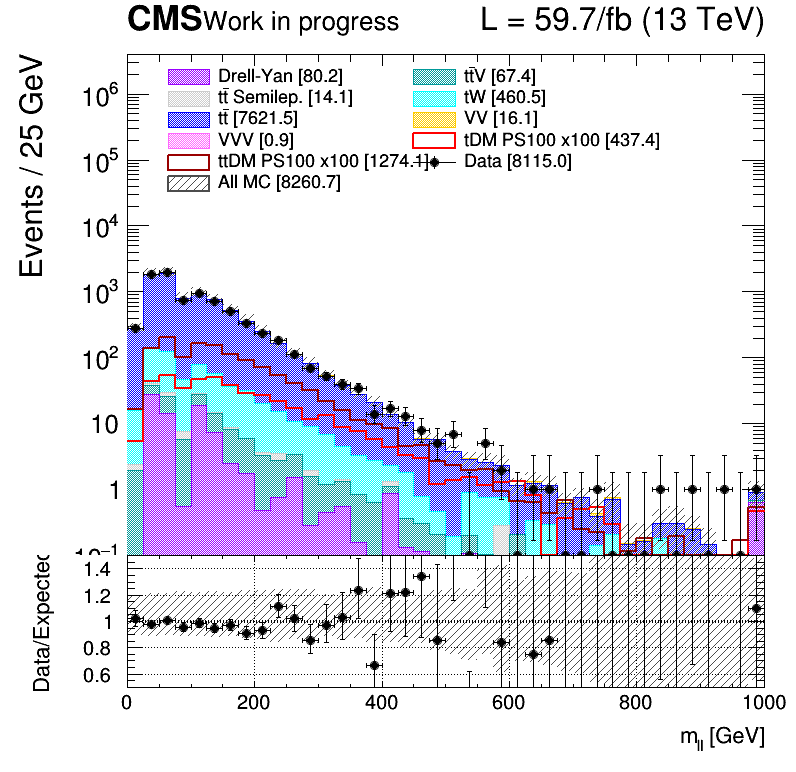 CMS Work in progress L = 59.7/fb (13 TeV)
Events / 25 GeV
Drell-Yan [80.2] tt̄V [67.4]
tt̄ Semilep. [14.1] tW [460.5]
tt̄ [7621.5] VV [16.1]
VVV [0.9] tDM PS100 x100 [437.4]
ttDM PS100 x100 [1274.1] Data [8115.0]
All MC [8260.7]
10⁶
10⁵
10⁴
10³
10²
10
1
10⁻¹
Data/Expected
1.4
1.2
1
0.8
0.6
0 200 400 600 800 1000
m_ll [GeV]